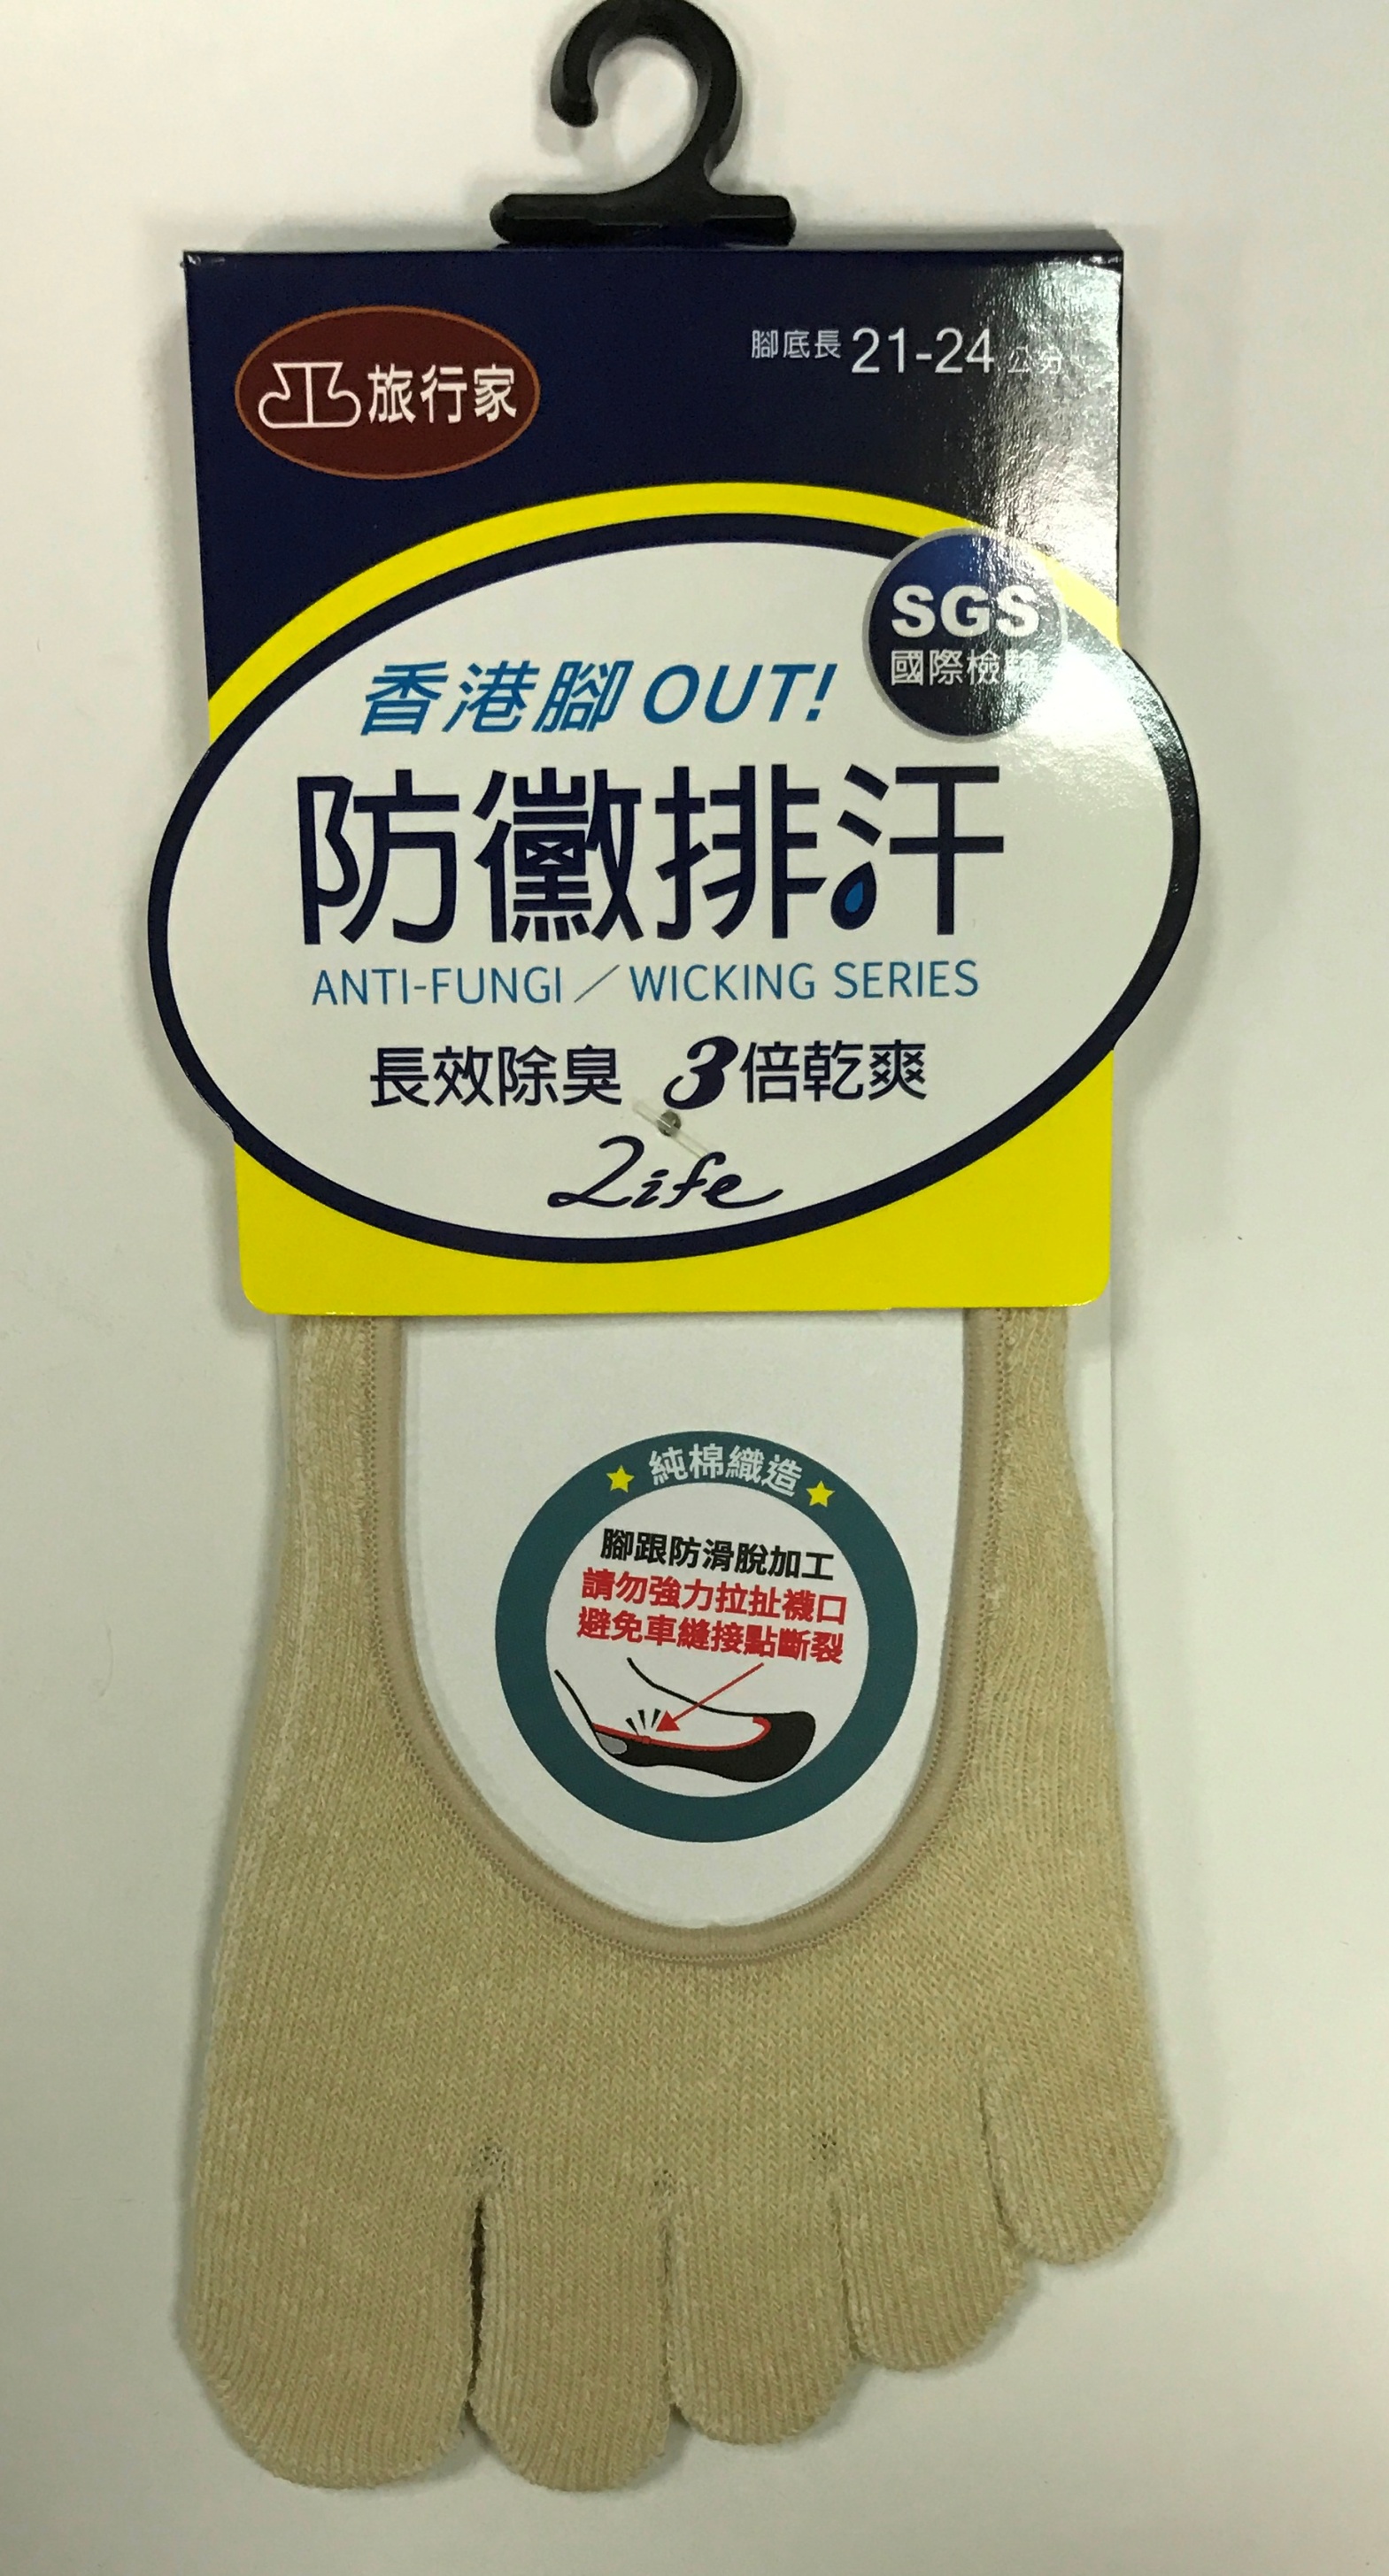 旅行家
腳底長 21-24 公分
SGS
國際檢驗
香港腳 OUT!
防黴排汗
ANTI-FUNGI／WICKING SERIES
長效除臭 3倍乾爽
Life
純棉織造
腳跟防滑脫加工
請勿強力拉扯襪口
避免車縫接點斷裂